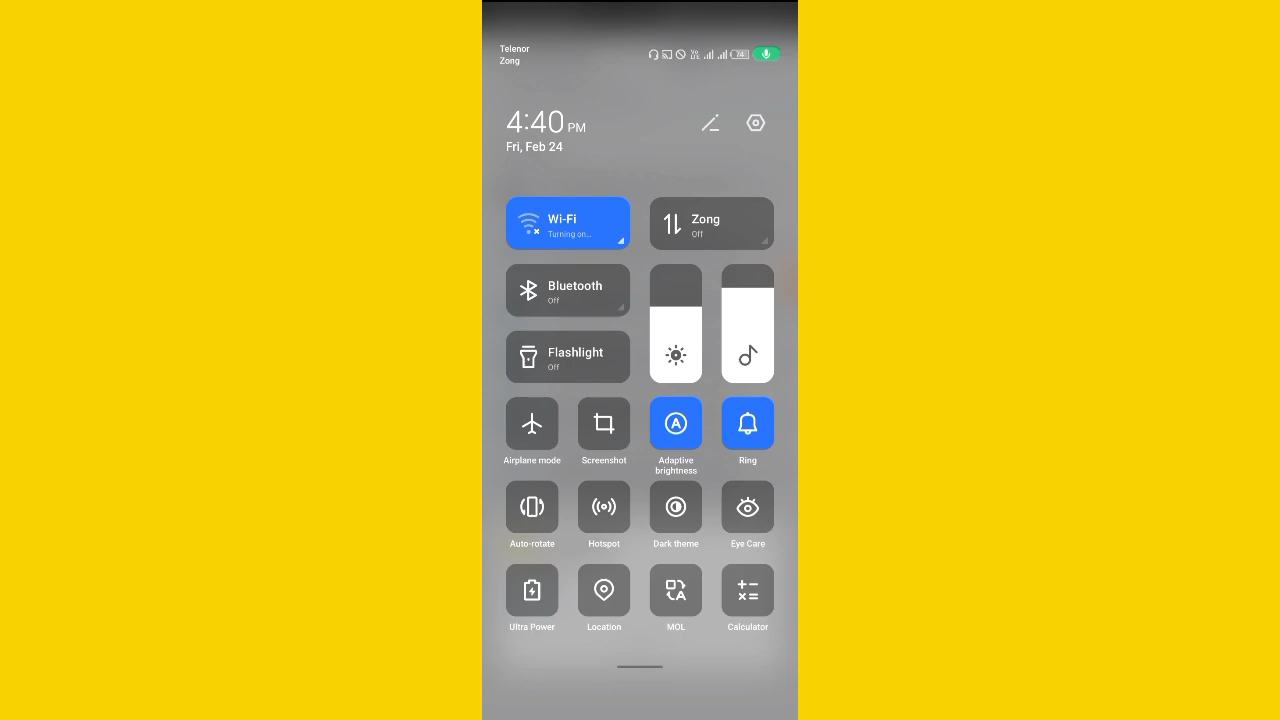 Telenor
Zong
4:40 PM
Fri, Feb 24
Wi-Fi
Turning on...
Zong
Off
Bluetooth
Off
Flashlight
Off
Airplane mode
Screenshot
Adaptive
brightness
Ring
Auto-rotate
Hotspot
Dark theme
Eye Care
Ultra Power
Location
MOL
Calculator